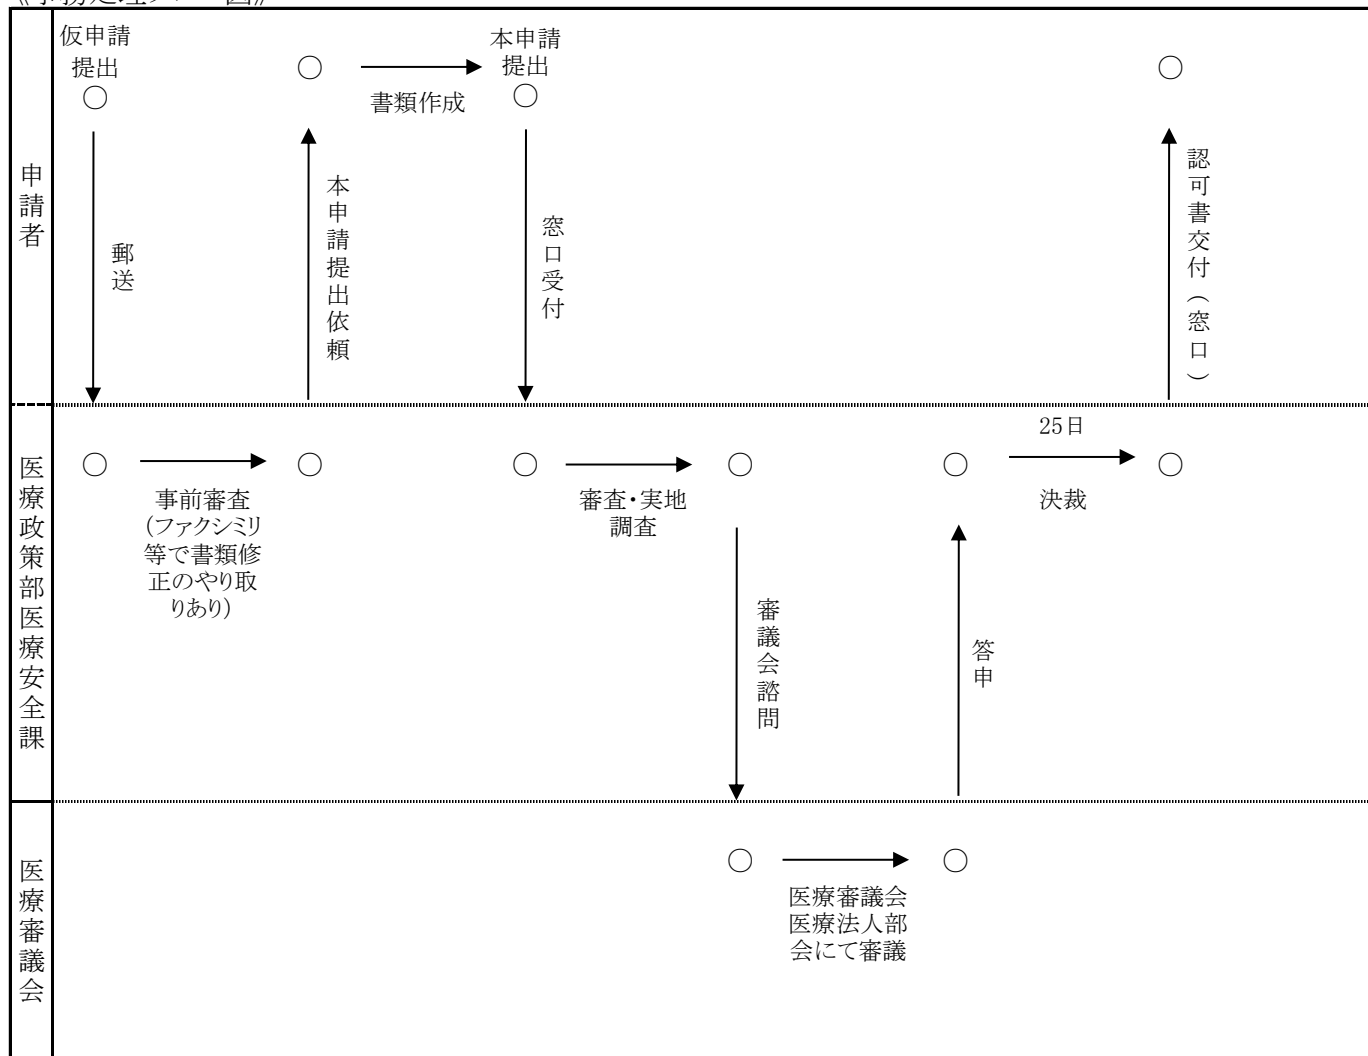 仮申請
提出
本申請
提出
書類作成
申請者
郵送
本申請提出依頼
窓口受付
認可書交付(窓口)
医療政策部医療安全課
25日
事前審査
(ファクシミリ
等で書類修
正のやり取
りあり)
審査・実地
調査
決裁
審議会諮問
答申
医療審議会
医療審議会
医療法人部
会にて審議